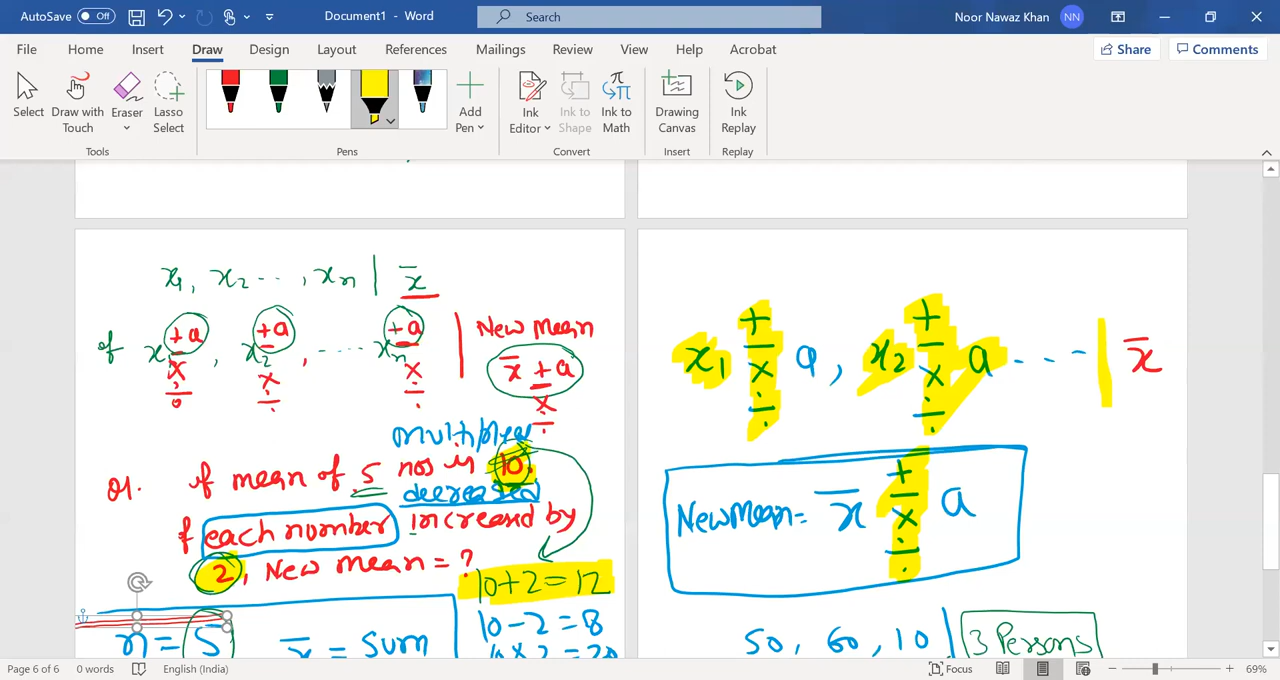 AutoSave Off Document1 - Word Search Noor Nawaz Khan NN
File Home Insert Draw Design Layout References Mailings Review View Help Acrobat Share Comments
Select Draw with Touch Eraser Lasso Select Add Pen Ink Editor Ink to Shape Ink to Math Drawing Canvas Ink Replay
Tools Pens Convert Insert Replay
x1, x2 ..., xn | x̄
of x1 +a, x2 +a, ..... xn +a | New Mean
x̄ + a
× × × ×
÷ ÷ ÷ ÷
multiplied
Q1. if mean of 5 nos is 10.
decreased
if each number increased by
2, New mean = ?
10+2=12
10-2=8
10×2=20
n = 5 x̄ = Sum
x1 + - × ÷ a, x2 + - × ÷ a ... | x̄
New Mean = x̄ + - × ÷ a
50, 60, 10 | 3 Persons
Page 6 of 6 0 words English (India) Focus 69%